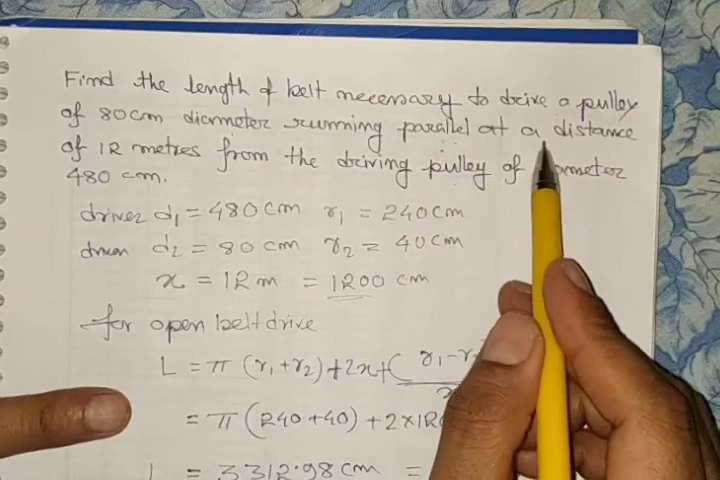 Find the length of belt necessary to drive a pulley
of 80cm diameter running parallel at a distance
of 12 metres from the driving pulley of
480 cm.
driver d₁ = 480 cm r₁ = 240cm
driven d₂ = 80 cm r₂ = 40 cm
x = 12 m = 1200 cm
for open belt drive
L = π (r₁ + r₂) + 2x + ( r₁ - r
= π (240 + 40) + 2×12
L = 3312.98 cm =